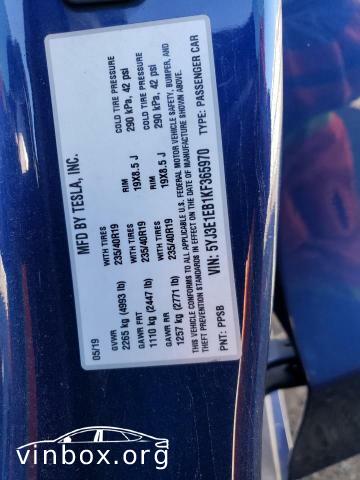 MFD BY TESLA, INC.
05/19
GVWR
2265 kg (4993 lb)
GAWR FRT
1110 kg (2447 lb)
WITH TIRES
235/40R19
RIM
19X8.5 J
COLD TIRE PRESSURE
290 kPa, 42 psi
GAWR RR
1257 kg (2771 lb)
WITH TIRES
235/40R19
RIM
19X8.5 J
COLD TIRE PRESSURE
290 kPa, 42 psi
THIS VEHICLE CONFORMS TO ALL APPLICABLE U.S. FEDERAL MOTOR VEHICLE SAFETY, BUMPER, AND
THEFT PREVENTION STANDARDS IN EFFECT ON THE DATE OF MANUFACTURE SHOWN ABOVE.
VIN: 5YJ3E1EB1KF365970
TYPE: PASSENGER CAR
PNT: PPSB
vinbox.org